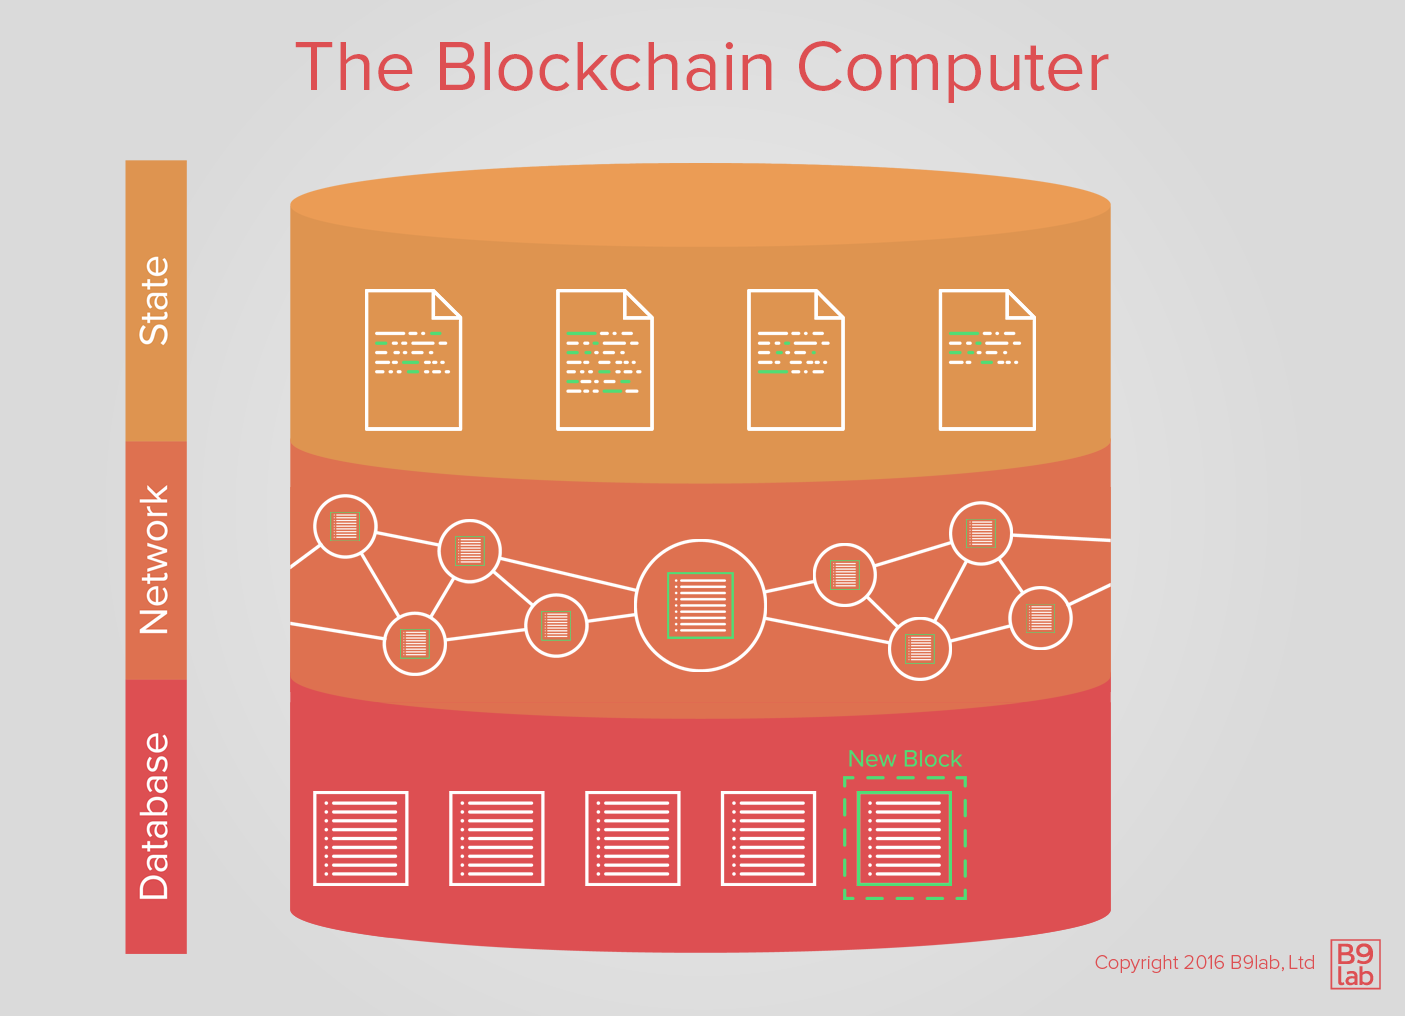 The Blockchain Computer
State
Network
Database
New Block
Copyright 2016 B9lab, Ltd
B9
lab